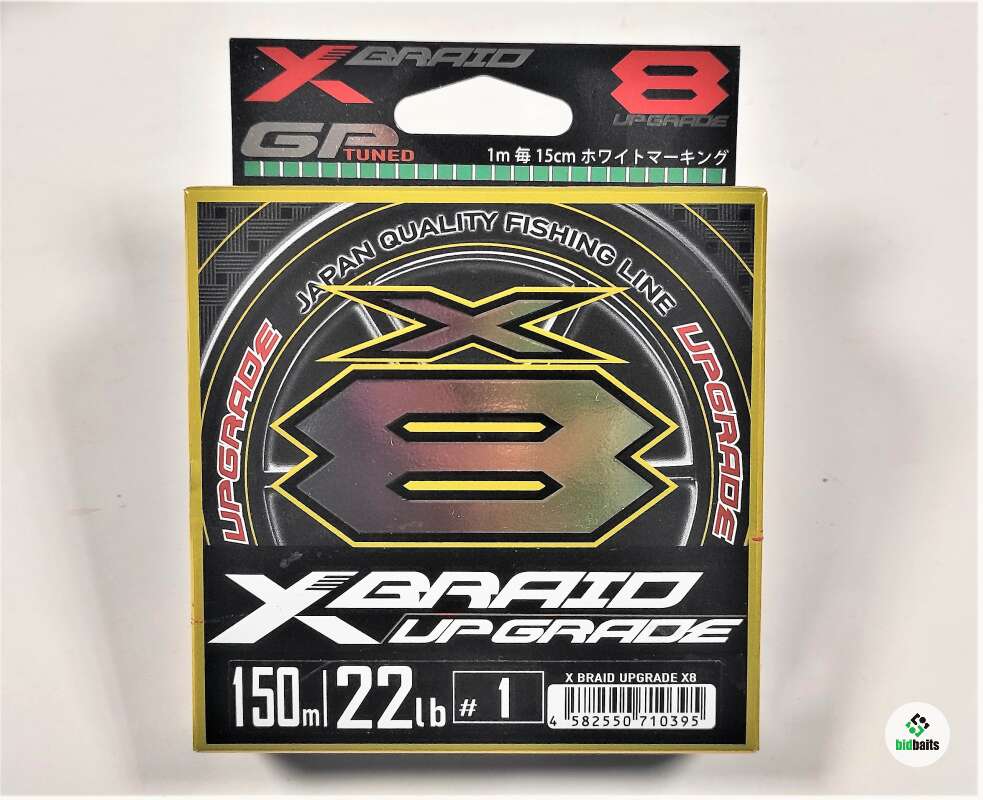 X BRAID
8
UPGRADE
GP
TUNED
1m 毎 15cm ホワイトマーキング
JAPAN QUALITY FISHING LINE
UPGRADE
UPGRADE
X
8
X BRAID
UPGRADE
150m 22lb # 1
X BRAID UPGRADE X8
4 582550 710395
bidbaits